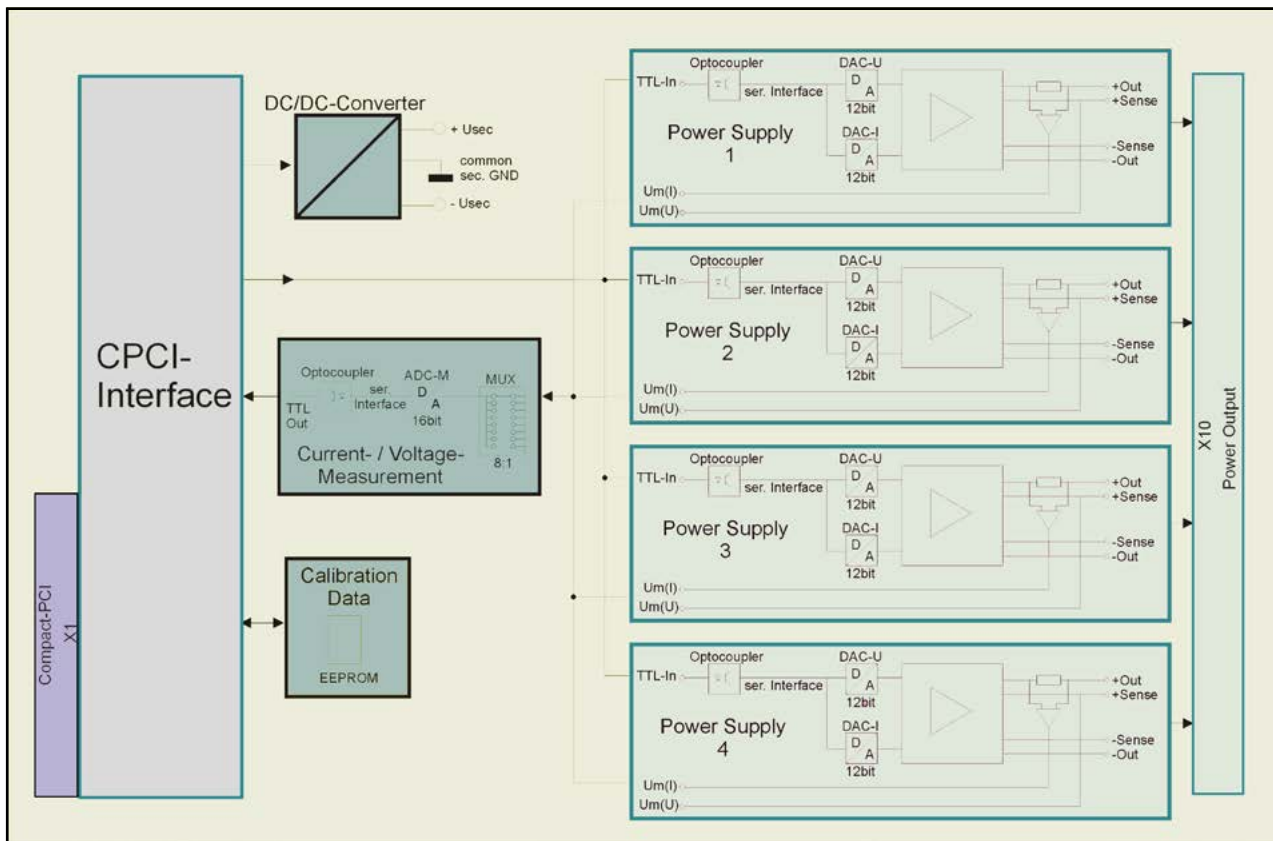 CPCI-
Interface
Compact-PCI
X1
DC/DC-Converter
+ Usec
common
sec. GND
- Usec
Optocoupler
ser.
Interface
ADC-M
D
A
16bit
MUX
8:1
TTL
Out
Current- / Voltage-
Measurement
Calibration
Data
EEPROM
Optocoupler
TTL-In
ser. Interface
DAC-U
D
A
12bit
DAC-I
D
A
12bit
Power Supply
1
+Out
+Sense
-Sense
-Out
Um(I)
Um(U)
Optocoupler
TTL-In
ser. Interface
DAC-U
D
A
12bit
DAC-I
D
A
12bit
Power Supply
2
+Out
+Sense
-Sense
-Out
Um(I)
Um(U)
Optocoupler
TTL-In
ser. Interface
DAC-U
D
A
12bit
DAC-I
D
A
12bit
Power Supply
3
+Out
+Sense
-Sense
-Out
Um(I)
Um(U)
Optocoupler
TTL-In
ser. Interface
DAC-U
D
A
12bit
DAC-I
D
A
12bit
Power Supply
4
+Out
+Sense
-Sense
-Out
Um(I)
Um(U)
X10
Power Output